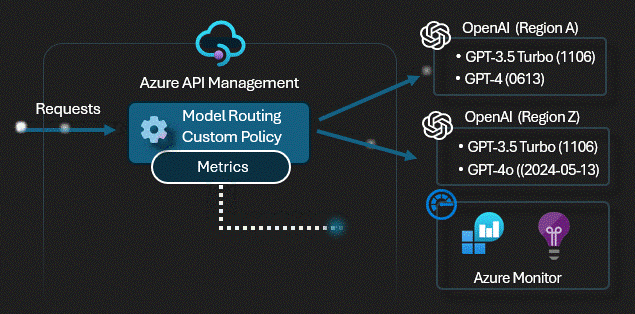 Requests
Azure API Management
Model Routing
Custom Policy
Metrics
OpenAI (Region A)
• GPT-3.5 Turbo (1106)
• GPT-4 (0613)
OpenAI (Region Z)
• GPT-3.5 Turbo (1106)
• GPT-4o ((2024-05-13)
Azure Monitor